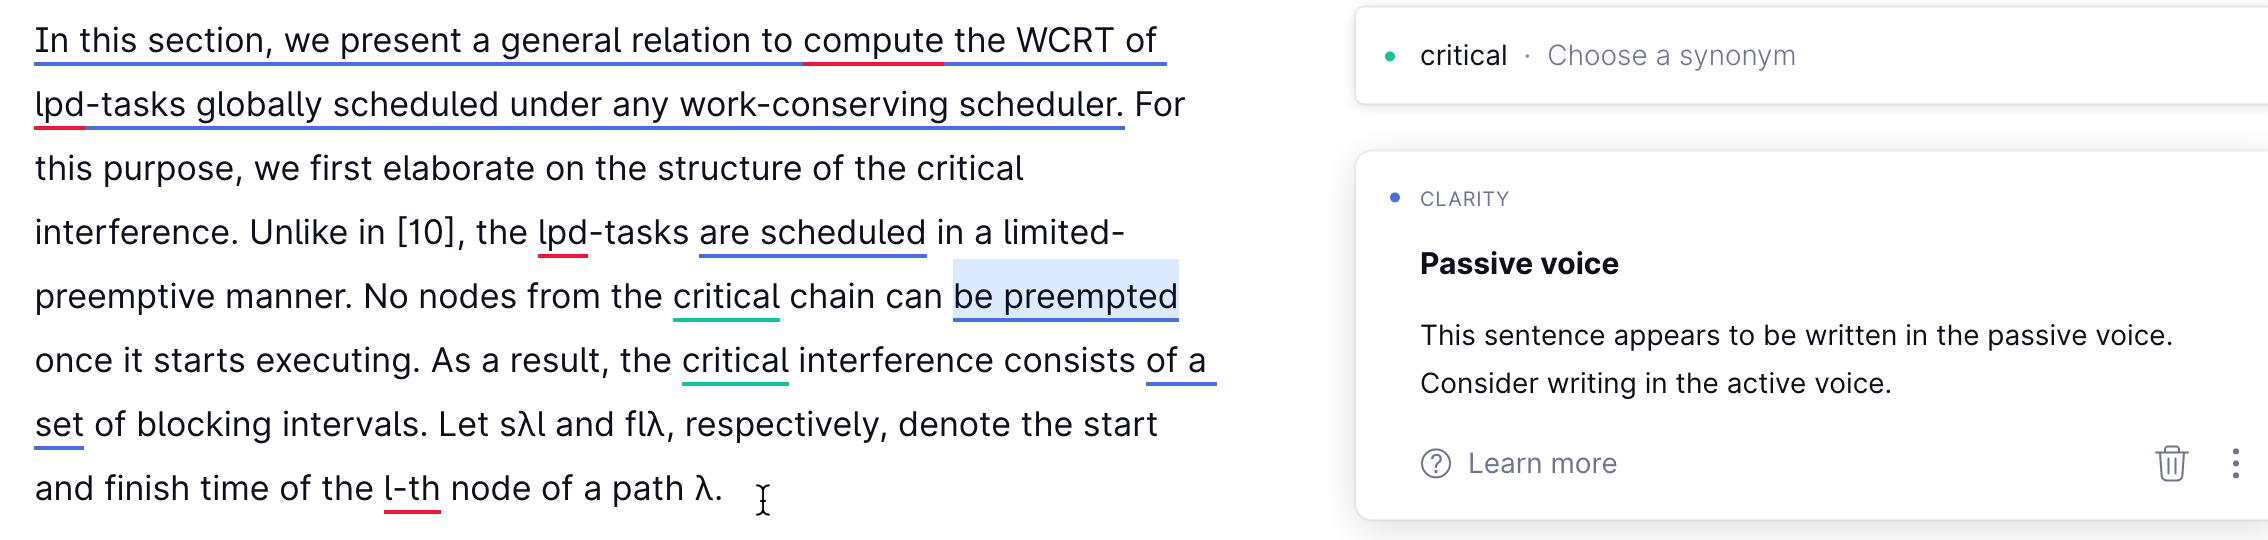 In this section, we present a general relation to compute the WCRT of
lpd-tasks globally scheduled under any work-conserving scheduler. For
this purpose, we first elaborate on the structure of the critical
interference. Unlike in [10], the lpd-tasks are scheduled in a limited-
preemptive manner. No nodes from the critical chain can be preempted
once it starts executing. As a result, the critical interference consists of a
set of blocking intervals. Let sλl and flλ, respectively, denote the start
and finish time of the l-th node of a path λ.
critical · Choose a synonym
CLARITY
Passive voice
This sentence appears to be written in the passive voice.
Consider writing in the active voice.
Learn more